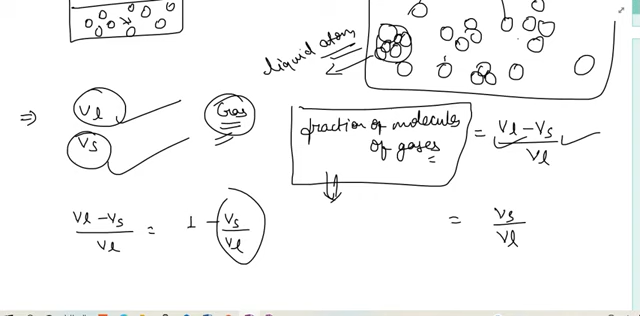 liquid atoms
⇒ Vl
Vs
Gas
fraction of molecules
of gases
= Vl – Vs / Vl
Vl – Vs / Vl = 1 – Vs / Vl
= Vs / Vl